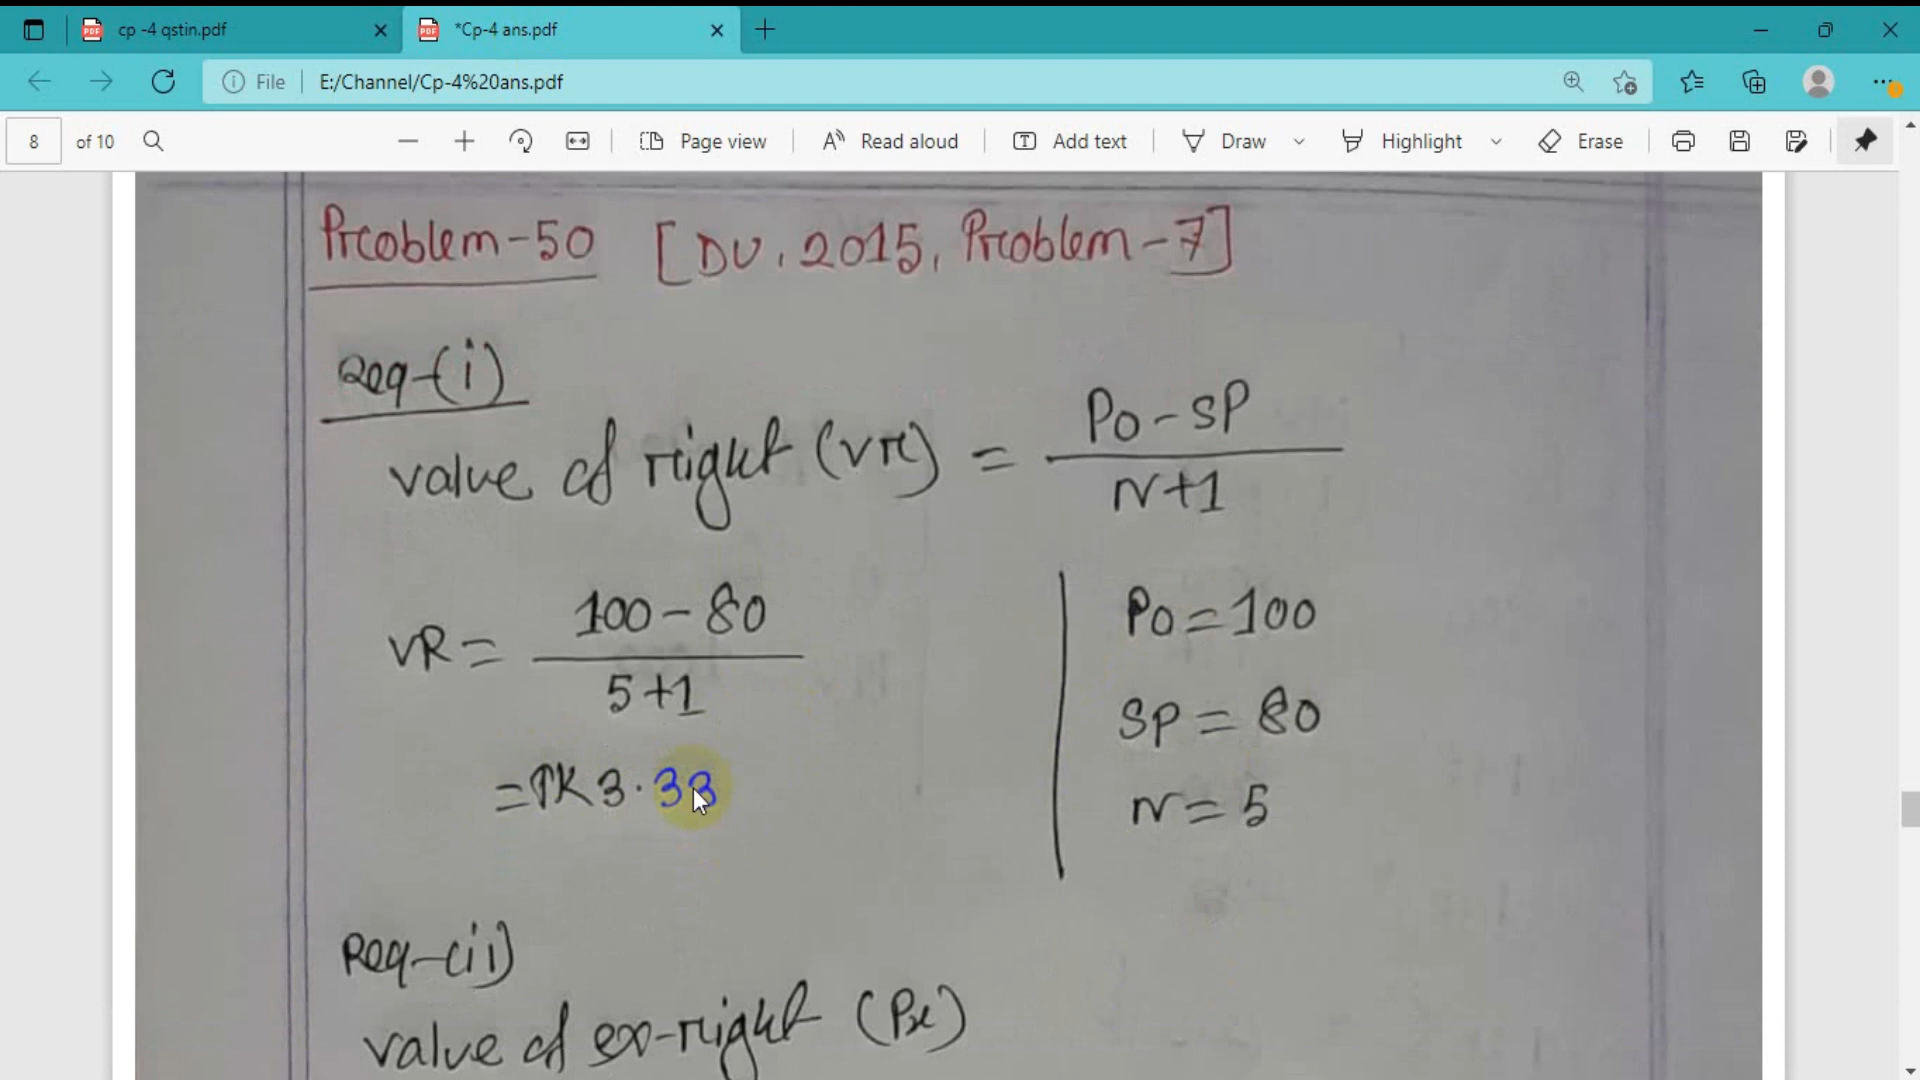 cp -4 qstin.pdf
*Cp-4 ans.pdf
File
E:/Channel/Cp-4%20ans.pdf
8 of 10
Page view
Read aloud
Add text
Draw
Highlight
Erase
Problem-50 [DU, 2015, Problem-7]
Req-(i)
value of right (VR) = Po-SP / N+1
VR = 100-80 / 5+1
= TK 3.33
Po = 100
SP = 80
N = 5
Req-(ii)
value of ex-right (Px)